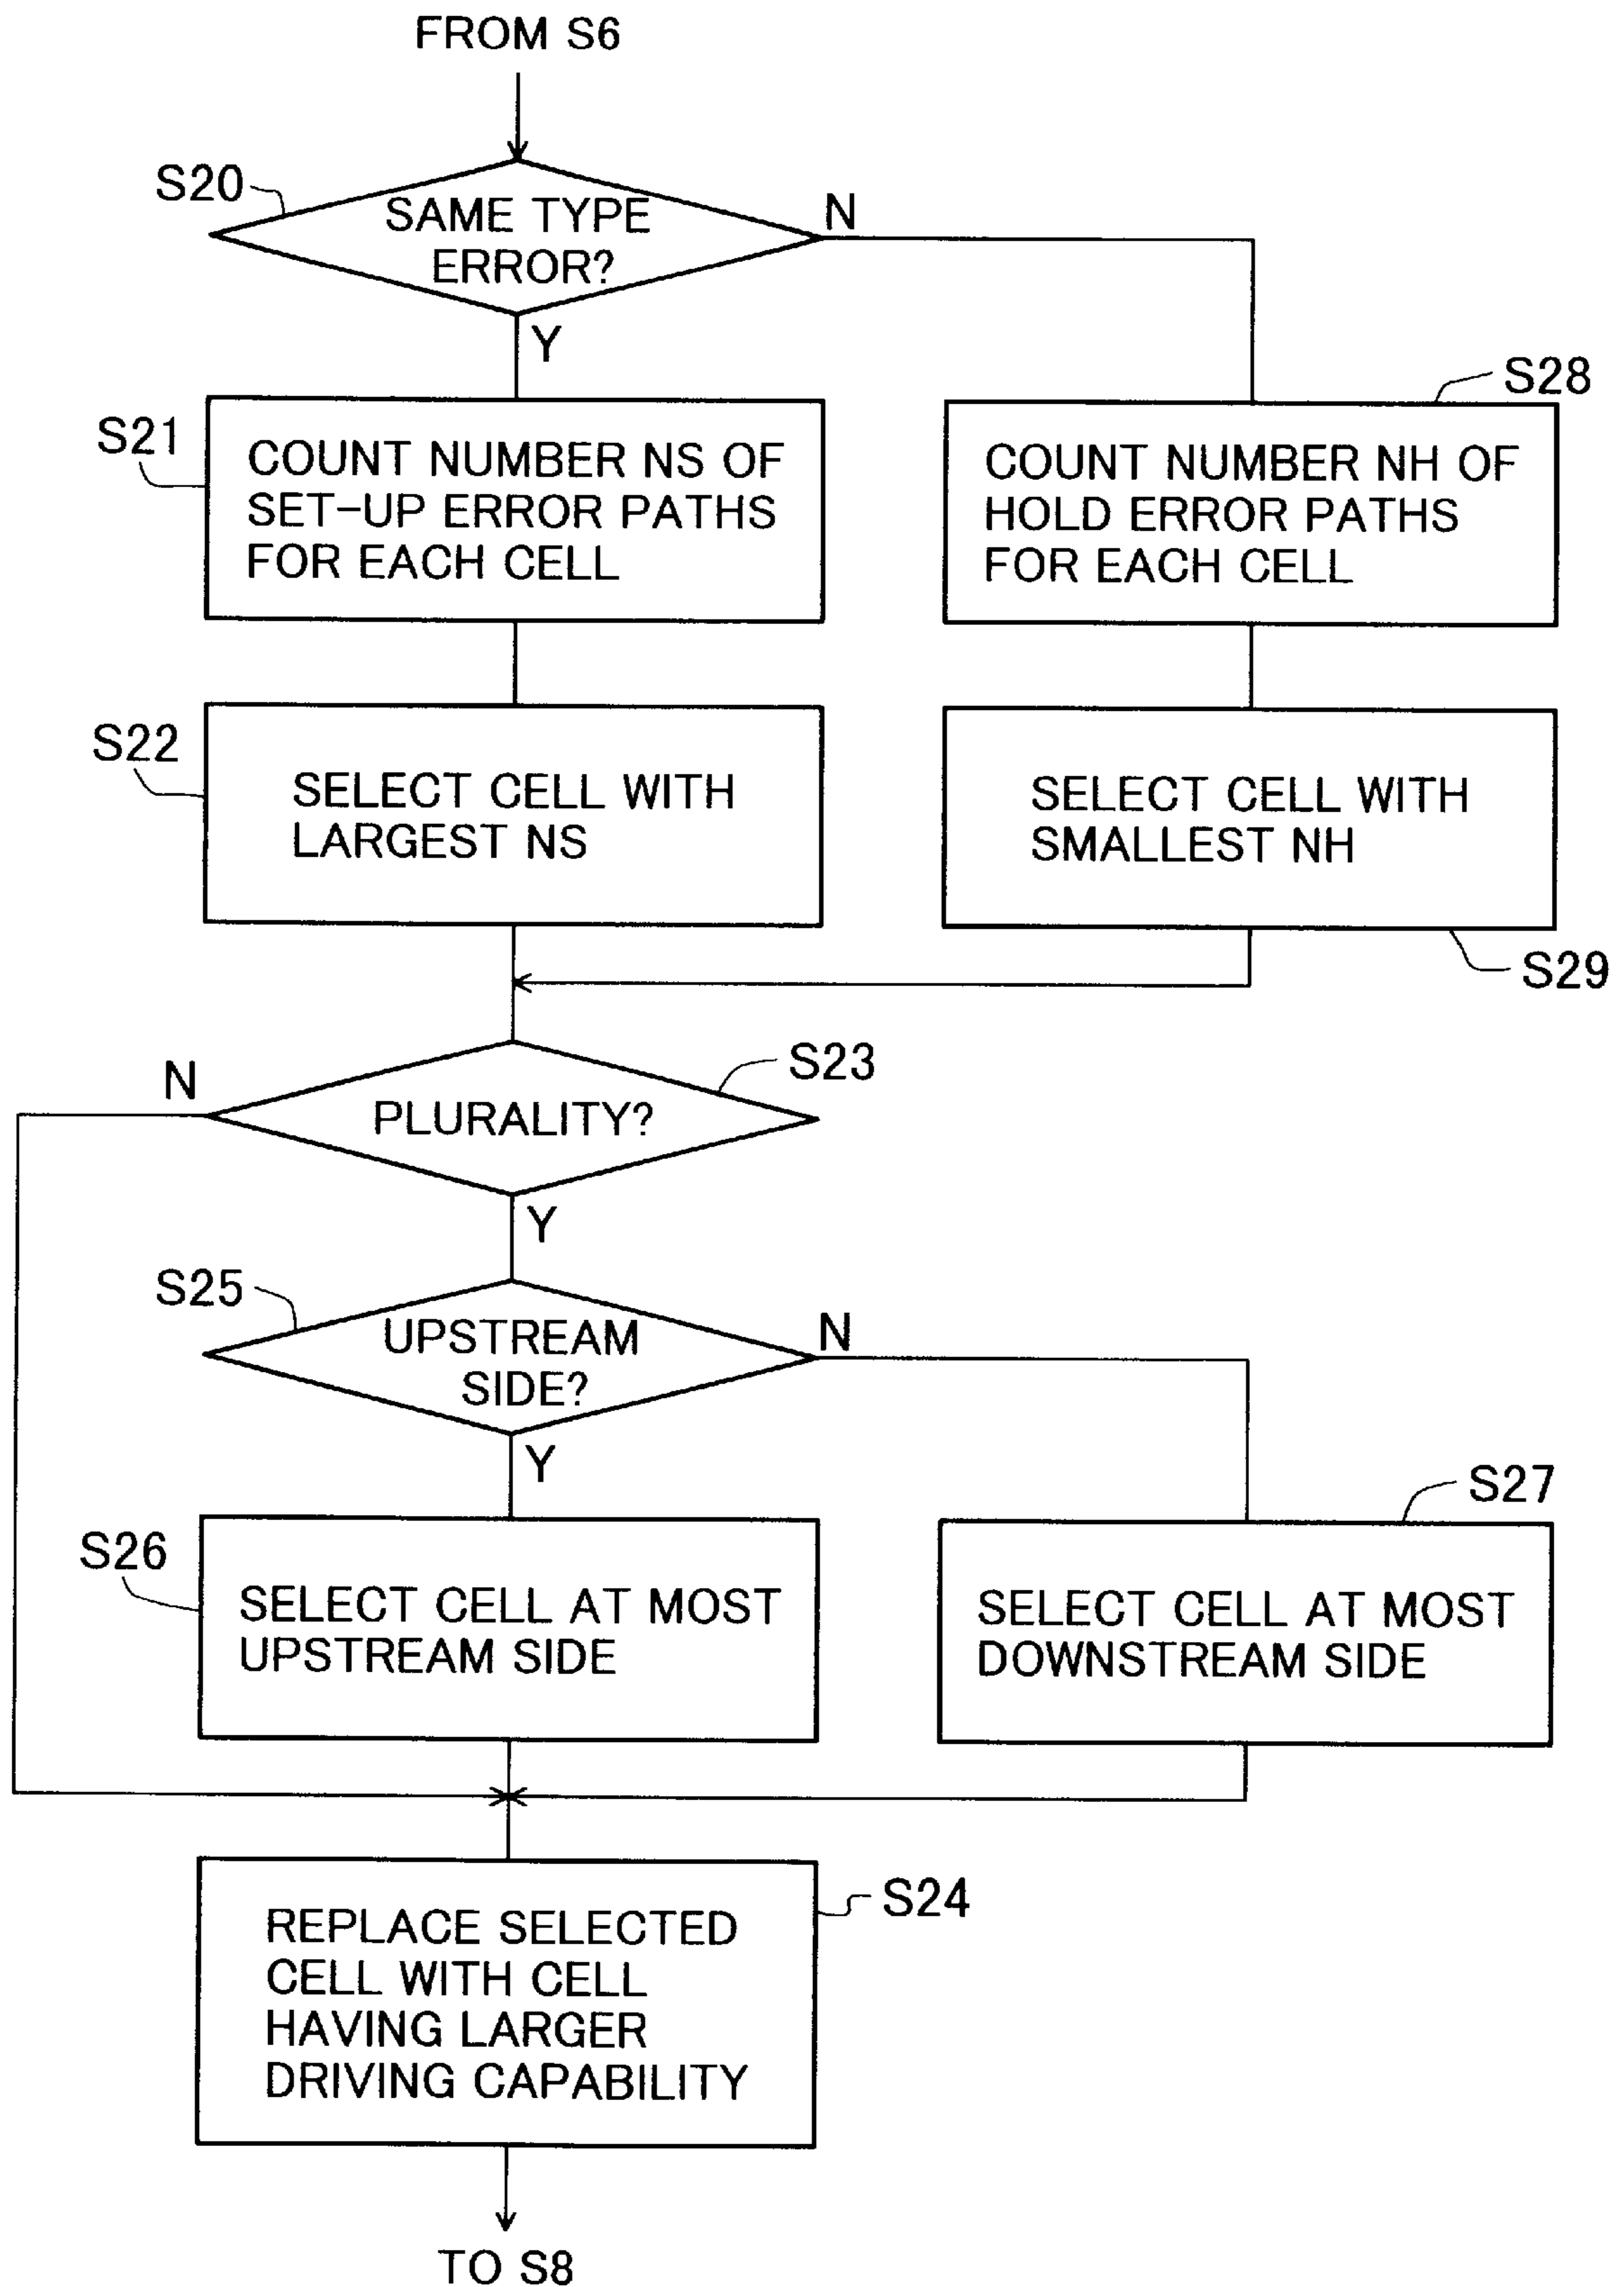 FROM S6
S20
SAME TYPE
ERROR?
N
Y
S21
COUNT NUMBER NS OF
SET-UP ERROR PATHS
FOR EACH CELL
S28
COUNT NUMBER NH OF
HOLD ERROR PATHS
FOR EACH CELL
S22
SELECT CELL WITH
LARGEST NS
SELECT CELL WITH
SMALLEST NH
S29
S23
N
PLURALITY?
Y
S25
UPSTREAM
SIDE?
N
Y
S26
SELECT CELL AT MOST
UPSTREAM SIDE
S27
SELECT CELL AT MOST
DOWNSTREAM SIDE
S24
REPLACE SELECTED
CELL WITH CELL
HAVING LARGER
DRIVING CAPABILITY
TO S8